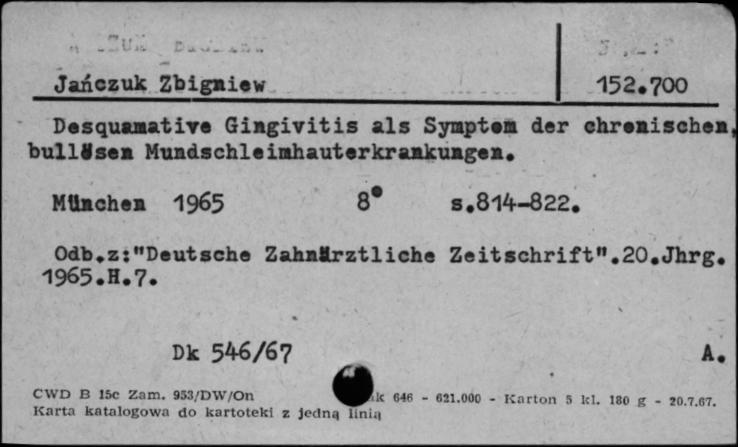 Jańczuk Zbigniew 152.700
Desquamative Gingivitis als Symptom der chronischen,
bullösen Mundschleimhauterkrankungen.
München 1965 8° s.814-822.
Odb.z:"Deutsche Zahnärztliche Zeitschrift".20.Jhrg.
1965.H.7.
Dk 546/67 A.
CWD B 15c Zam. 953/DW/On 646 - 621.000 - Karton 5 kl. 180 g - 20.7.67.
Karta katalogowa do kartoteki z jedną linią